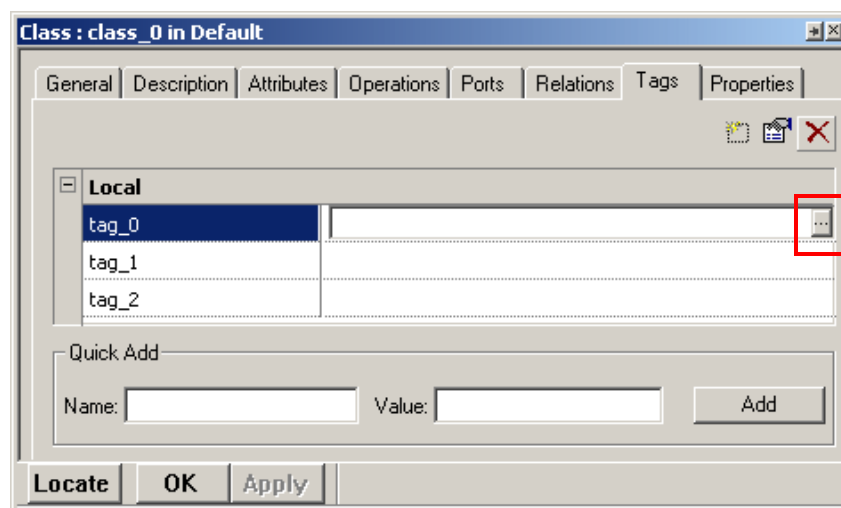 Class : class_0 in Default
General Description Attributes Operations Ports Relations Tags Properties
Local
tag_0 ...
tag_1
tag_2
Quick Add
Name: Value: Add
Locate OK Apply